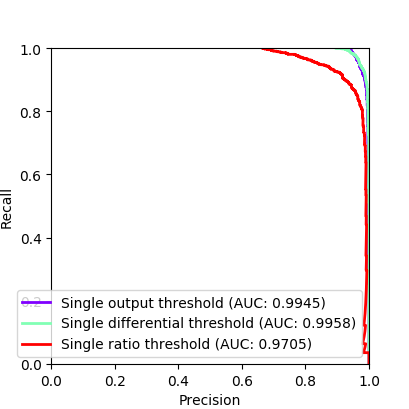 1.0
0.8
0.6
0.4
0.2
0.0
Recall
Single output threshold (AUC: 0.9945)
Single differential threshold (AUC: 0.9958)
Single ratio threshold (AUC: 0.9705)
0.0 0.2 0.4 0.6 0.8 1.0
Precision